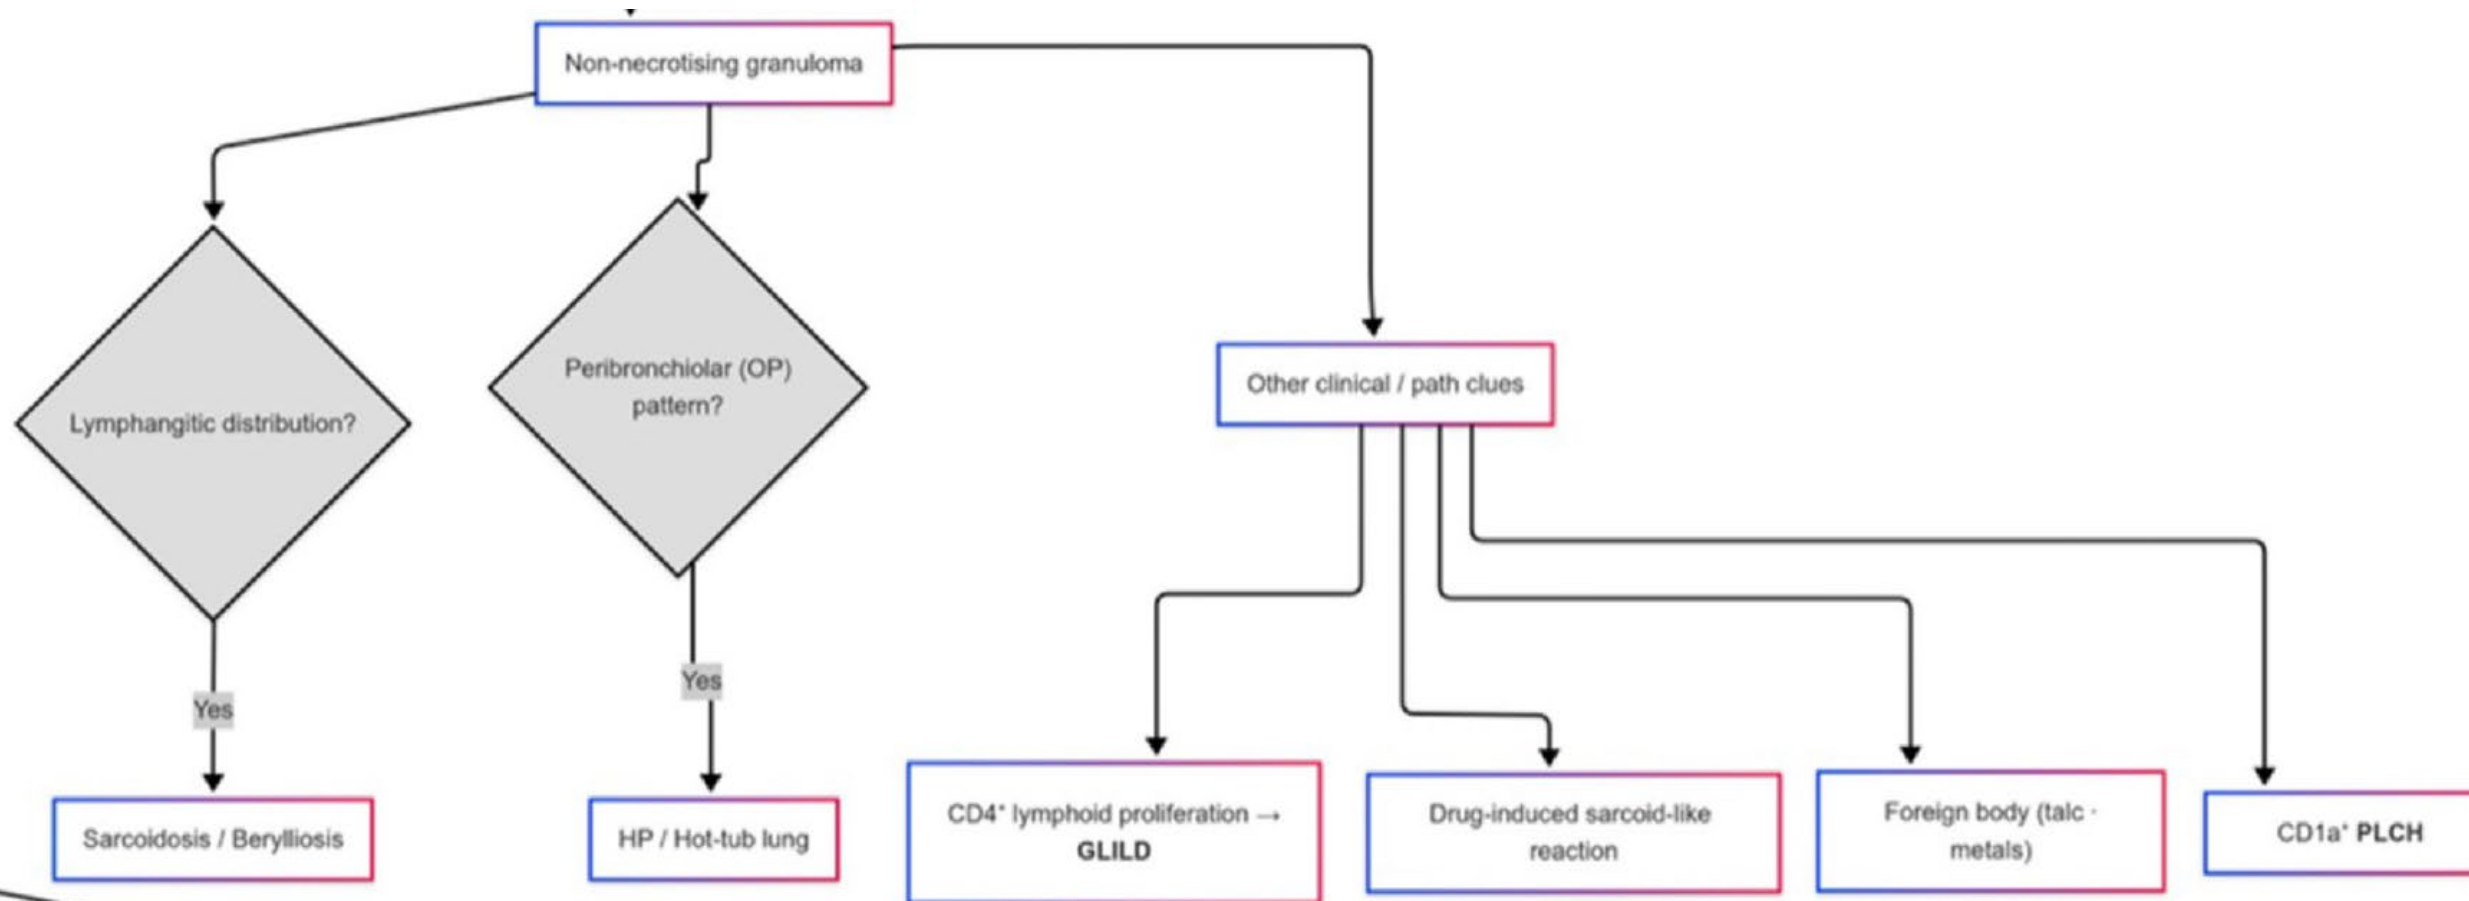 Non-necrotising granuloma
Lymphangitic distribution?
Peribronchiolar (OP)
pattern?
Other clinical / path clues
Yes
Yes
Sarcoidosis / Berylliosis
HP / Hot-tub lung
CD4⁺ lymphoid proliferation →
GLILD
Drug-induced sarcoid-like
reaction
Foreign body (talc ·
metals)
CD1a⁺ PLCH